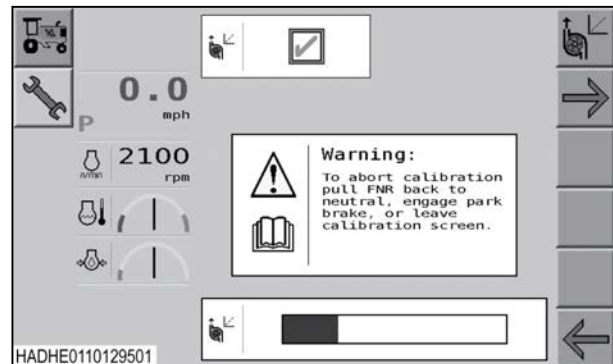 0.0
mph
P
2100
n/min
rpm
Warning:
To abort calibration
pull FNR back to
neutral, engage park
brake, or leave
calibration screen.
HADHE0110129501